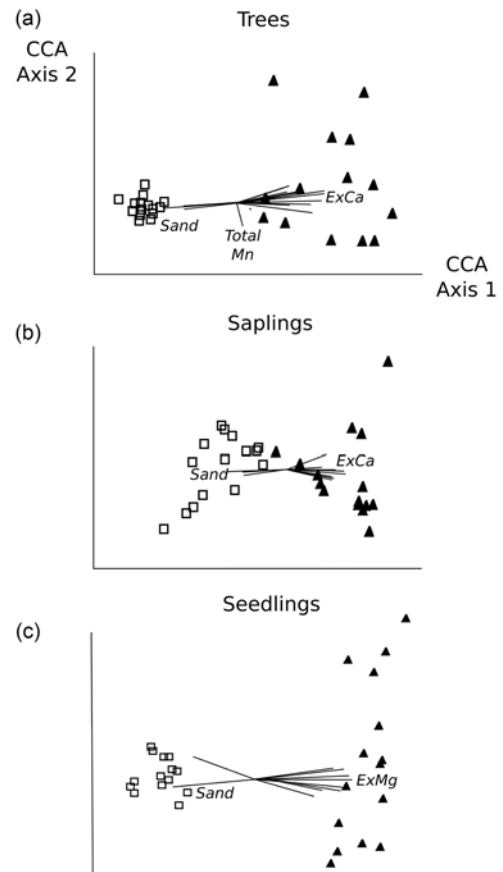 (a)
Trees
CCA
Axis 2
Sand
ExCa
Total
Mn
CCA
Axis 1
(b)
Saplings
Sand
ExCa
Seedlings
(c)
Sand
ExMg